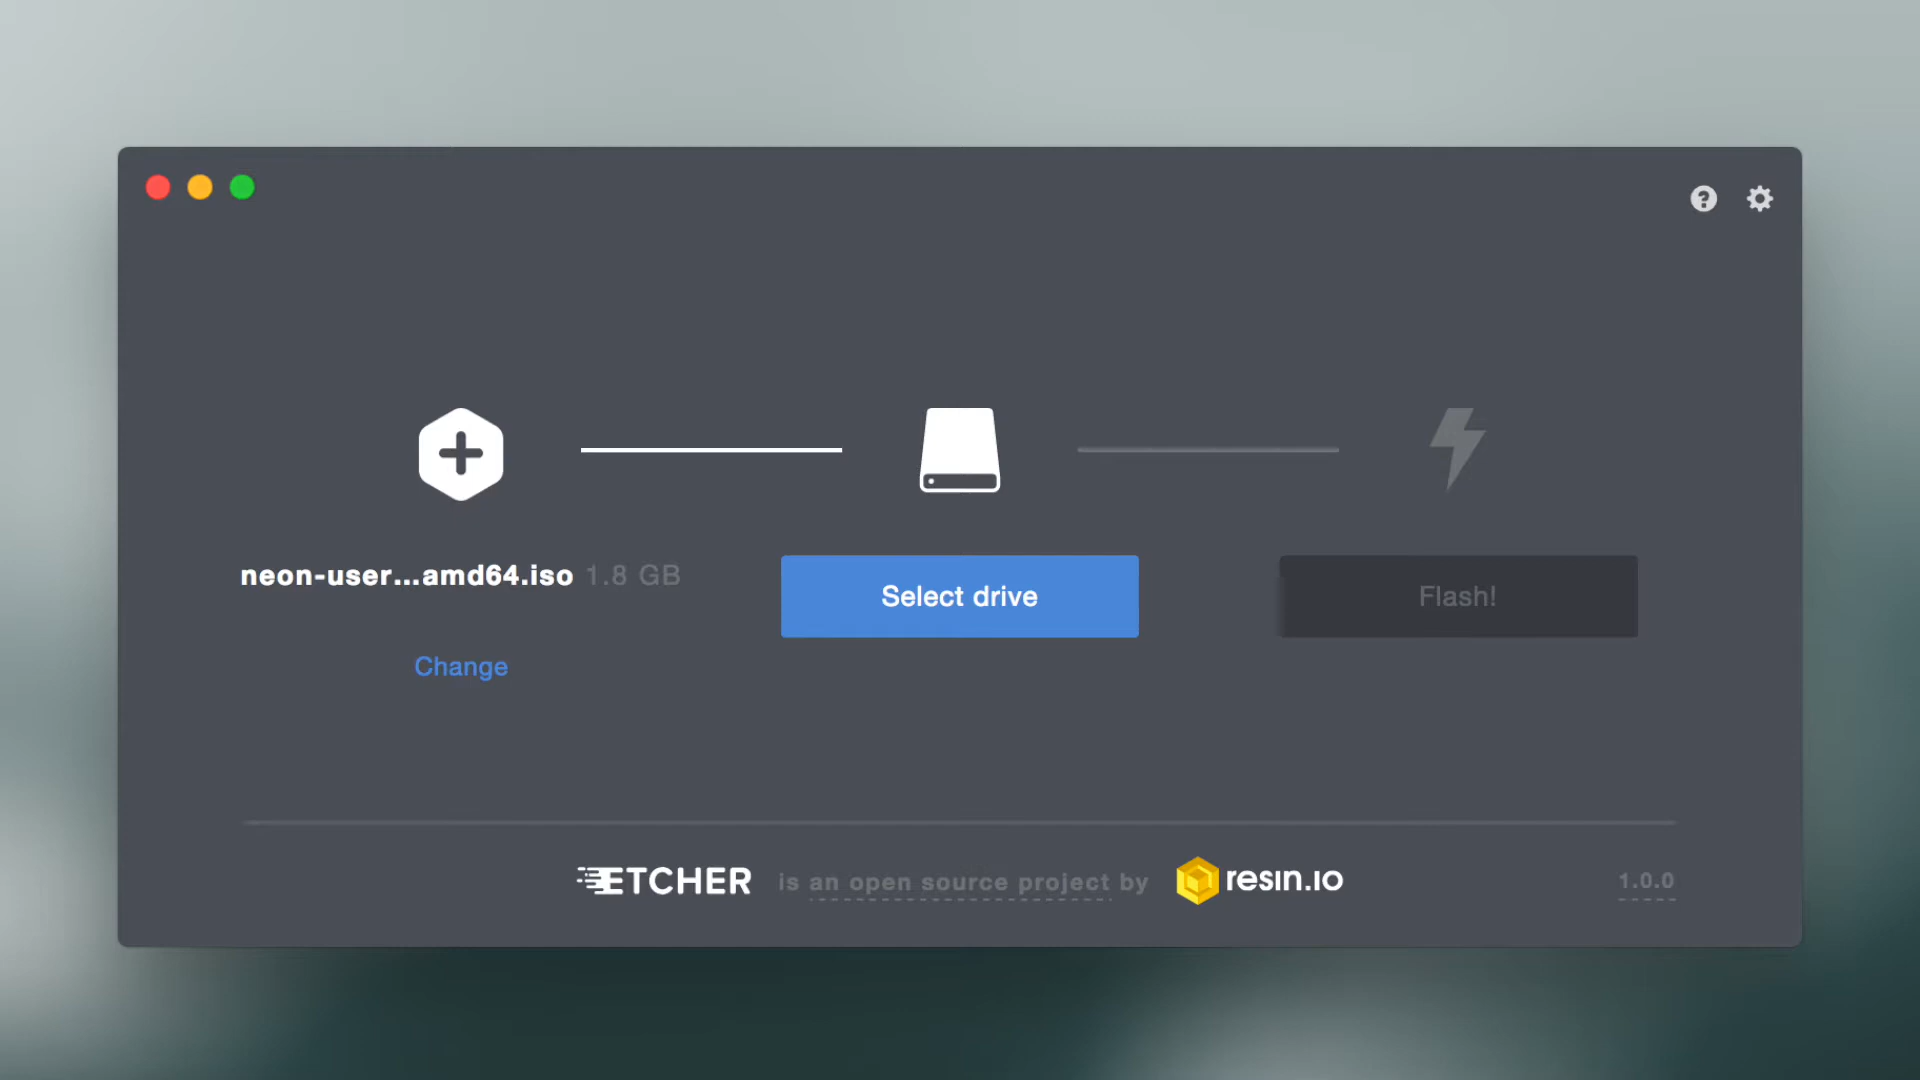 neon-user...amd64.iso 1.8 GB
Change
Select drive
Flash!
ETCHER is an open source project by resin.io 1.0.0